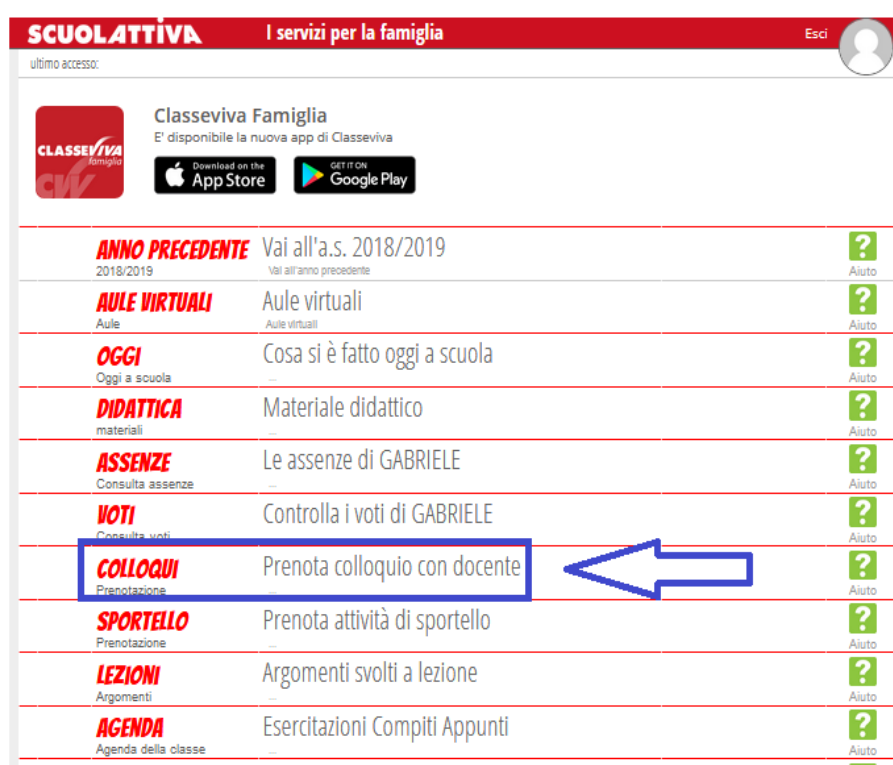 SCUOLATTIVA I servizi per la famiglia Esci
ultimo accesso:
Classeviva Famiglia
E' disponibile la nuova app di Classeviva
CLASSEVIVA
famiglia
CVV
Download on the
App Store
GET IT ON
Google Play
ANNO PRECEDENTE Vai all'a.s. 2018/2019
2018/2019 Vai all'anno precedente Aiuto
AULE VIRTUALI Aule virtuali
Aule Aule virtuali Aiuto
OGGI Cosa si è fatto oggi a scuola
Oggi a scuola ... Aiuto
DIDATTICA Materiale didattico
materiali ... Aiuto
ASSENZE Le assenze di GABRIELE
Consulta assenze ... Aiuto
VOTI Controlla i voti di GABRIELE
Consulta voti Aiuto
COLLOQUI Prenota colloquio con docente
Prenotazione ... Aiuto
SPORTELLO Prenota attività di sportello
Prenotazione ... Aiuto
LEZIONI Argomenti svolti a lezione
Argomenti ... Aiuto
AGENDA Esercitazioni Compiti Appunti
Agenda della classe ... Aiuto